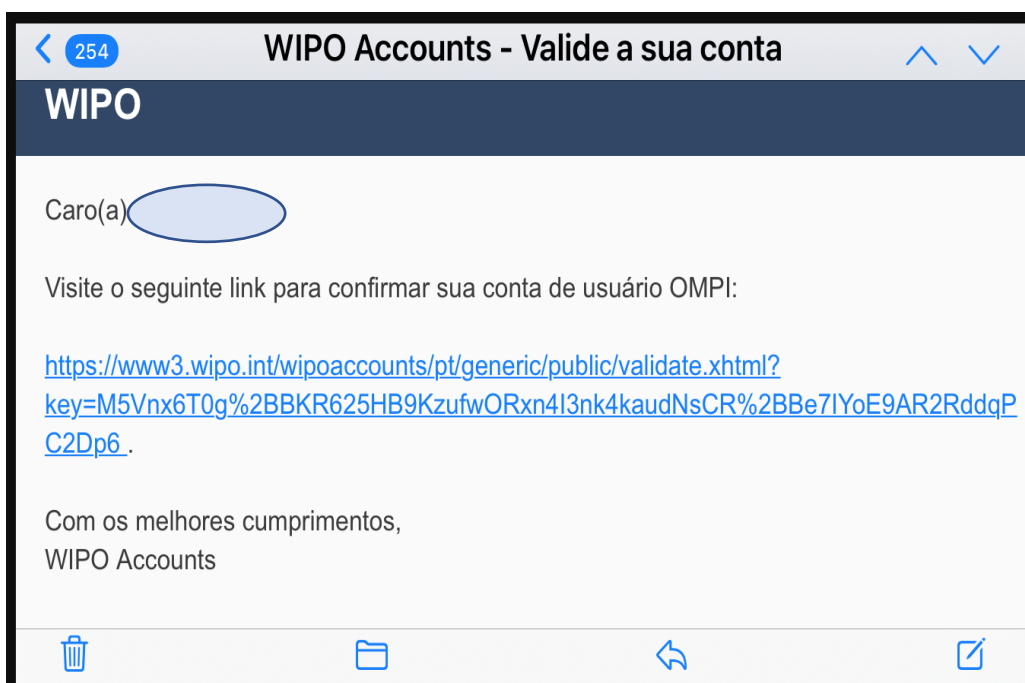 254
WIPO Accounts - Valide a sua conta
WIPO
Caro(a)
Visite o seguinte link para confirmar sua conta de usuário OMPI:
https://www3.wipo.int/wipoaccounts/pt/generic/public/validate.xhtml?
key=M5Vnx6T0g%2BBKR625HB9KzufwORxn4I3nk4kaudNsCR%2BBe7IYoE9AR2RddqP
C2Dp6 .
Com os melhores cumprimentos,
WIPO Accounts